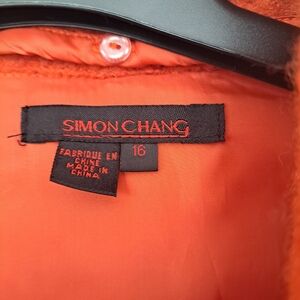 SIMON CHANG
16
FABRIQUE EN
CHINE
MADE IN
CHINA